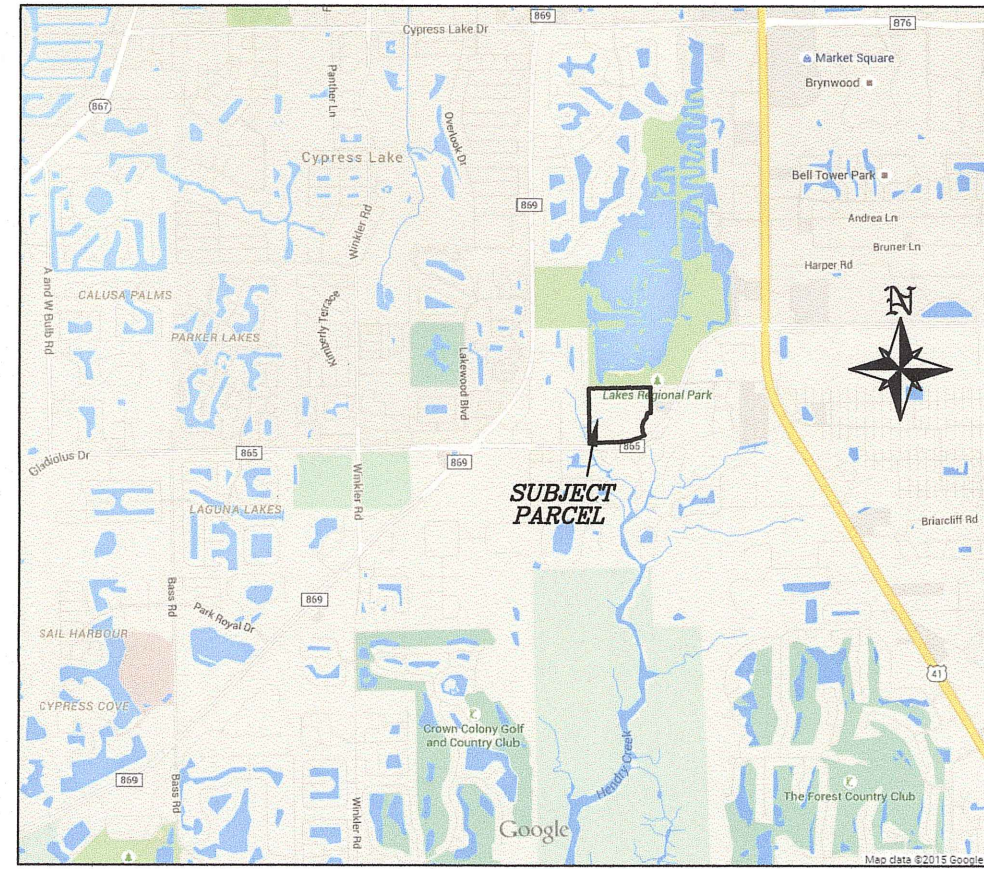 F
869
876
Cypress Lake Dr
Market Square
Panther Ln
Brynwood
867
Overlook Dr
Cypress Lake
Bell Tower Park
869
Winkler Rd
Andrea Ln
Bruner Ln
Harper Rd
A and W Bulb Rd
CALUSA PALMS
N
Kimberly Terrace
PARKER LAKES
Lakewood Blvd
Lakes Regional Park
865
865
Gladiolus Dr
869
Winkler Rd
SUBJECT
PARCEL
LAGUNA LAKES
Briarcliff Rd
Bass Rd
869
Park Royal Dr
SAIL HARBOUR
41
CYPRESS COVE
Crown Colony Golf
and Country Club
Hendry Creek
869
Bass Rd
Winkler Rd
The Forest Country Club
Google
Map data ©2015 Google